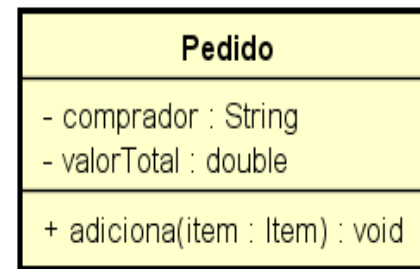 Pedido
- comprador : String
- valorTotal : double
+ adiciona(item : Item) : void